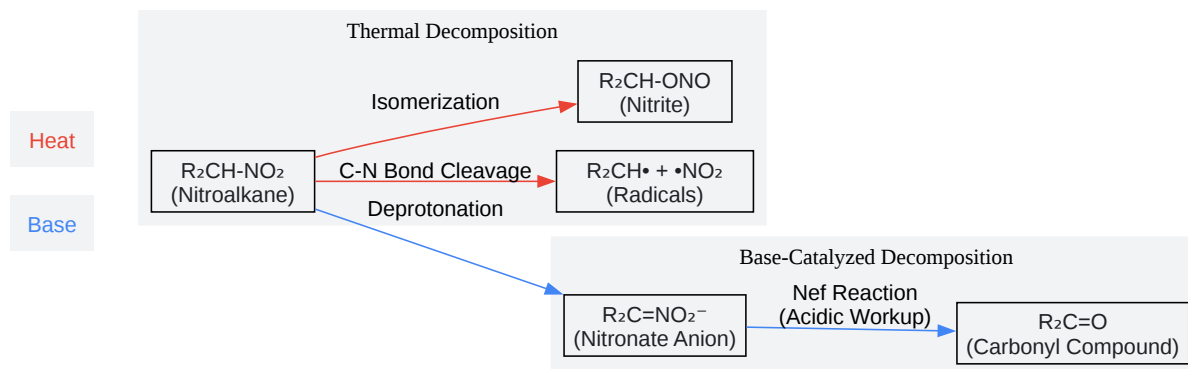 Thermal Decomposition
R₂CH-ONO
(Nitrite)
Isomerization
Heat
R₂CH-NO₂
(Nitroalkane)
C-N Bond Cleavage
R₂CH• + •NO₂
(Radicals)
Deprotonation
Base
Base-Catalyzed Decomposition
R₂C=NO₂⁻
(Nitronate Anion)
Nef Reaction
(Acidic Workup)
R₂C=O
(Carbonyl Compound)